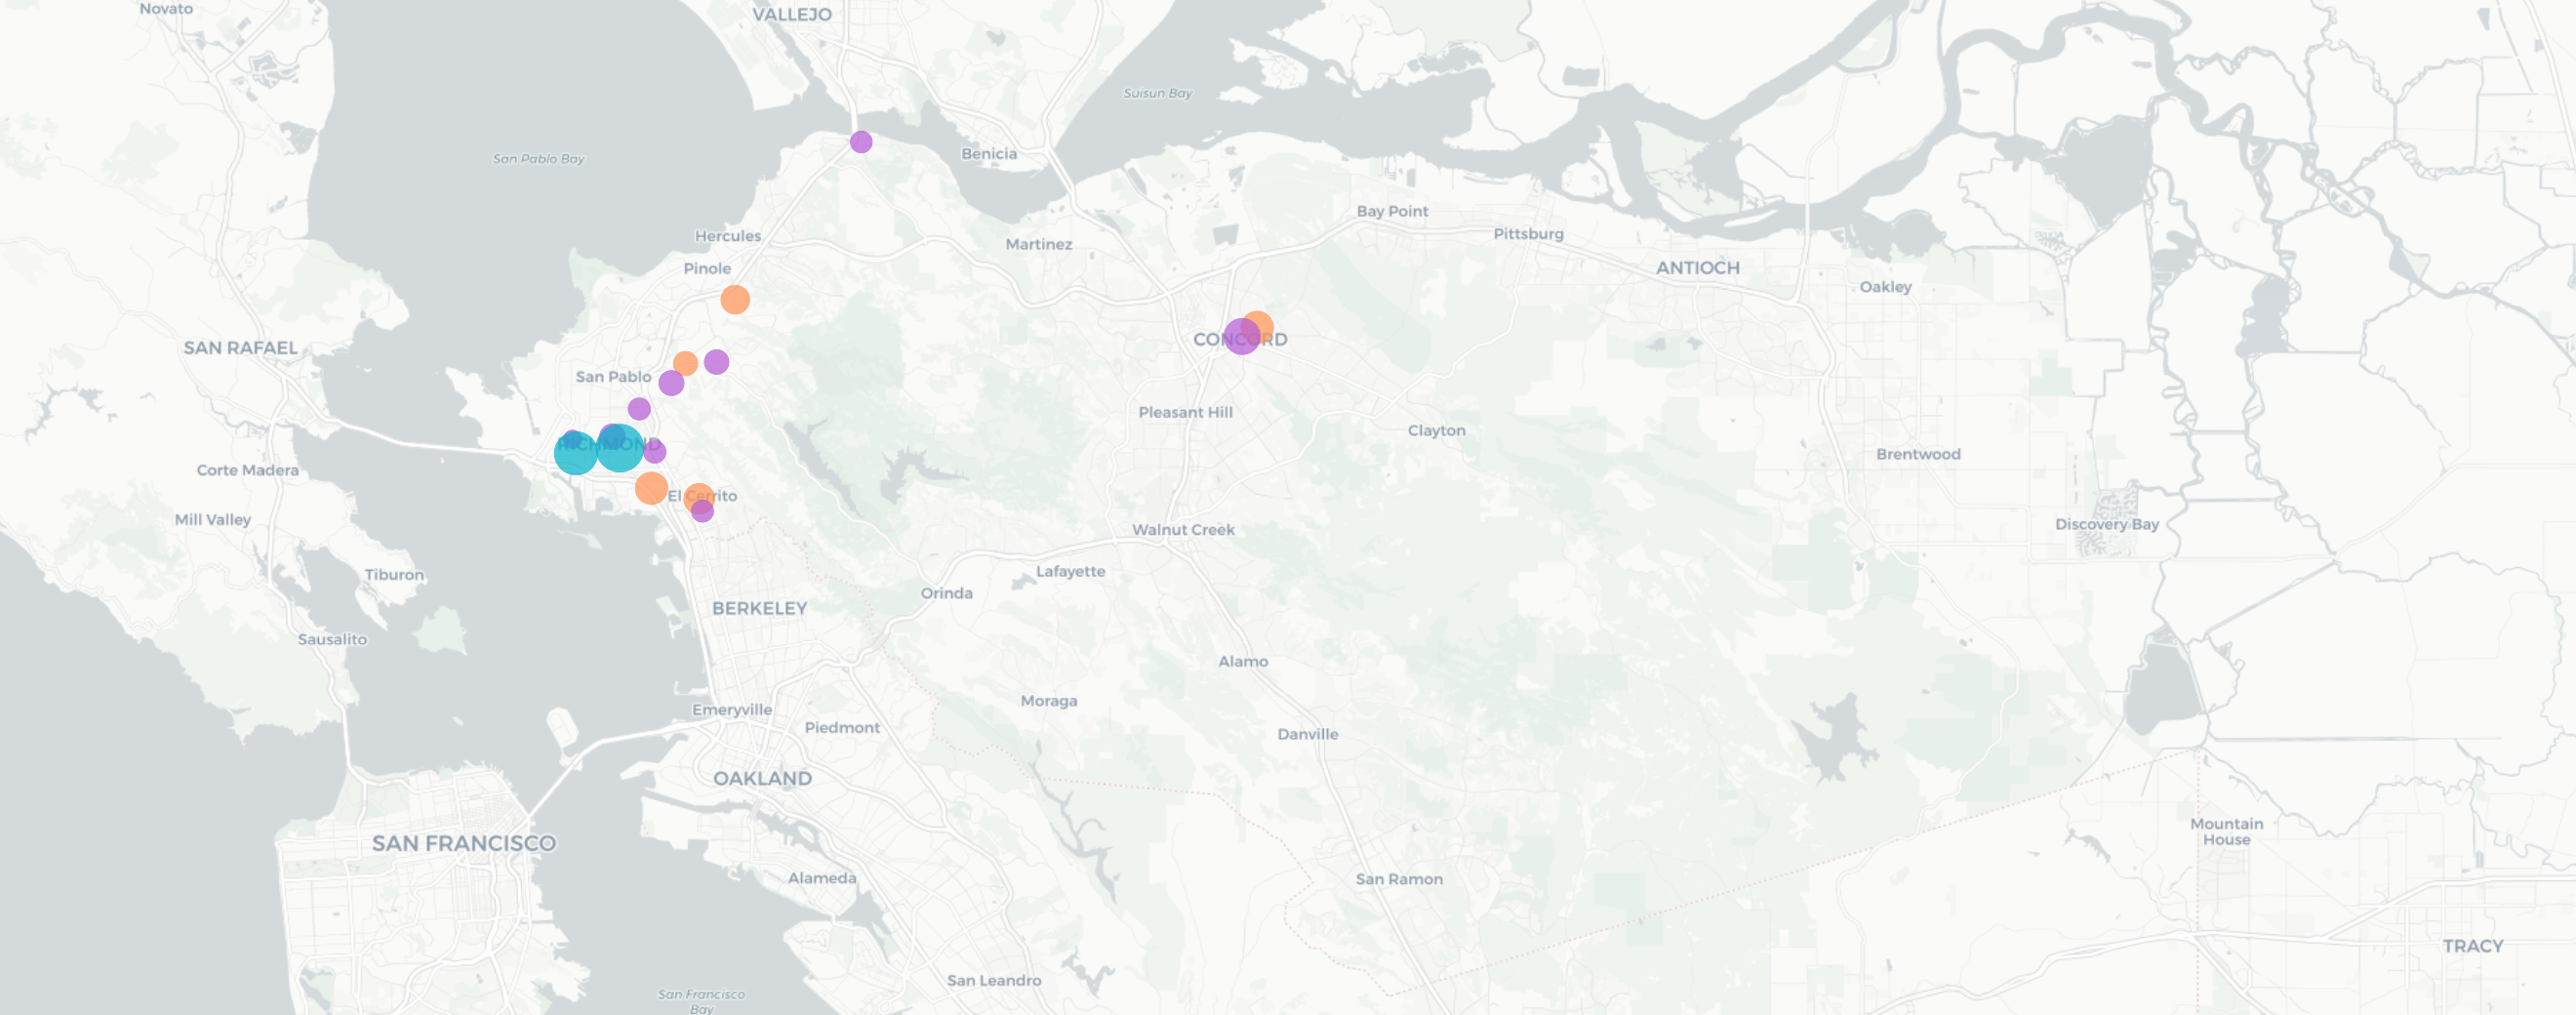 Novato
VALLEJO
Suisun Bay
San Pablo Bay
Benicia
Bay Point
Hercules
Martinez
Pittsburg
Pinole
ANTIOCH
Oakley
SAN RAFAEL
CONCORD
San Pablo
Pleasant Hill
Clayton
RICHMOND
Brentwood
Corte Madera
El Cerrito
Mill Valley
Discovery Bay
Walnut Creek
Tiburon
Lafayette
Orinda
BERKELEY
Sausalito
Alamo
Moraga
Emeryville
Piedmont
Danville
OAKLAND
Mountain
House
SAN FRANCISCO
Alameda
San Ramon
TRACY
San Leandro
San Francisco
Bay